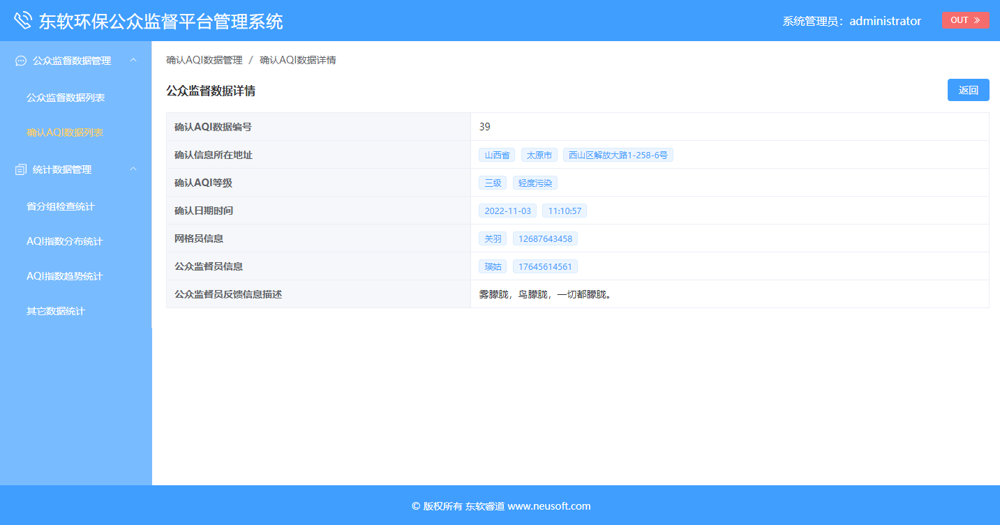 东软环保公众监督平台管理系统
系统管理员：administrator
OUT
公众监督数据管理
公众监督数据列表
确认AQI数据列表
统计数据管理
省分组检查统计
AQI指数分布统计
AQI指数趋势统计
其它数据统计
确认AQI数据管理 / 确认AQI数据详情
公众监督数据详情
返回
确认AQI数据编号 39
确认信息所在地址 山西省 太原市 西山区解放大路1-258-6号
确认AQI等级 三级 轻度污染
确认日期时间 2022-11-03 11:10:57
网格员信息 关羽 12687643458
公众监督员信息 瑛姑 17645614561
公众监督员反馈信息描述 雾朦胧，鸟朦胧，一切都朦胧。
© 版权所有 东软睿道 www.neusoft.com